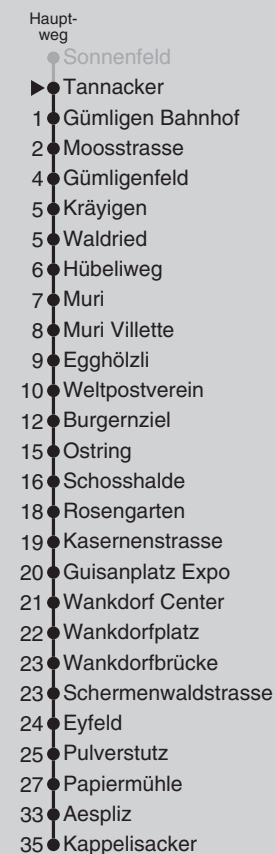 Haupt-
weg
Sonnenfeld
Tannacker
1 Gümligen Bahnhof
2 Moosstrasse
4 Gümligenfeld
5 Kräyigen
5 Waldried
6 Hübeliweg
7 Muri
8 Muri Villette
9 Egghölzli
10 Weltpostverein
12 Burgernziel
15 Ostring
16 Schosshalde
18 Rosengarten
19 Kasernenstrasse
20 Guisanplatz Expo
21 Wankdorf Center
22 Wankdorfplatz
23 Wankdorfbrücke
23 Schermenwaldstrasse
24 Eyfeld
25 Pulverstutz
27 Papiermühle
33 Aespliz
35 Kappelisacker